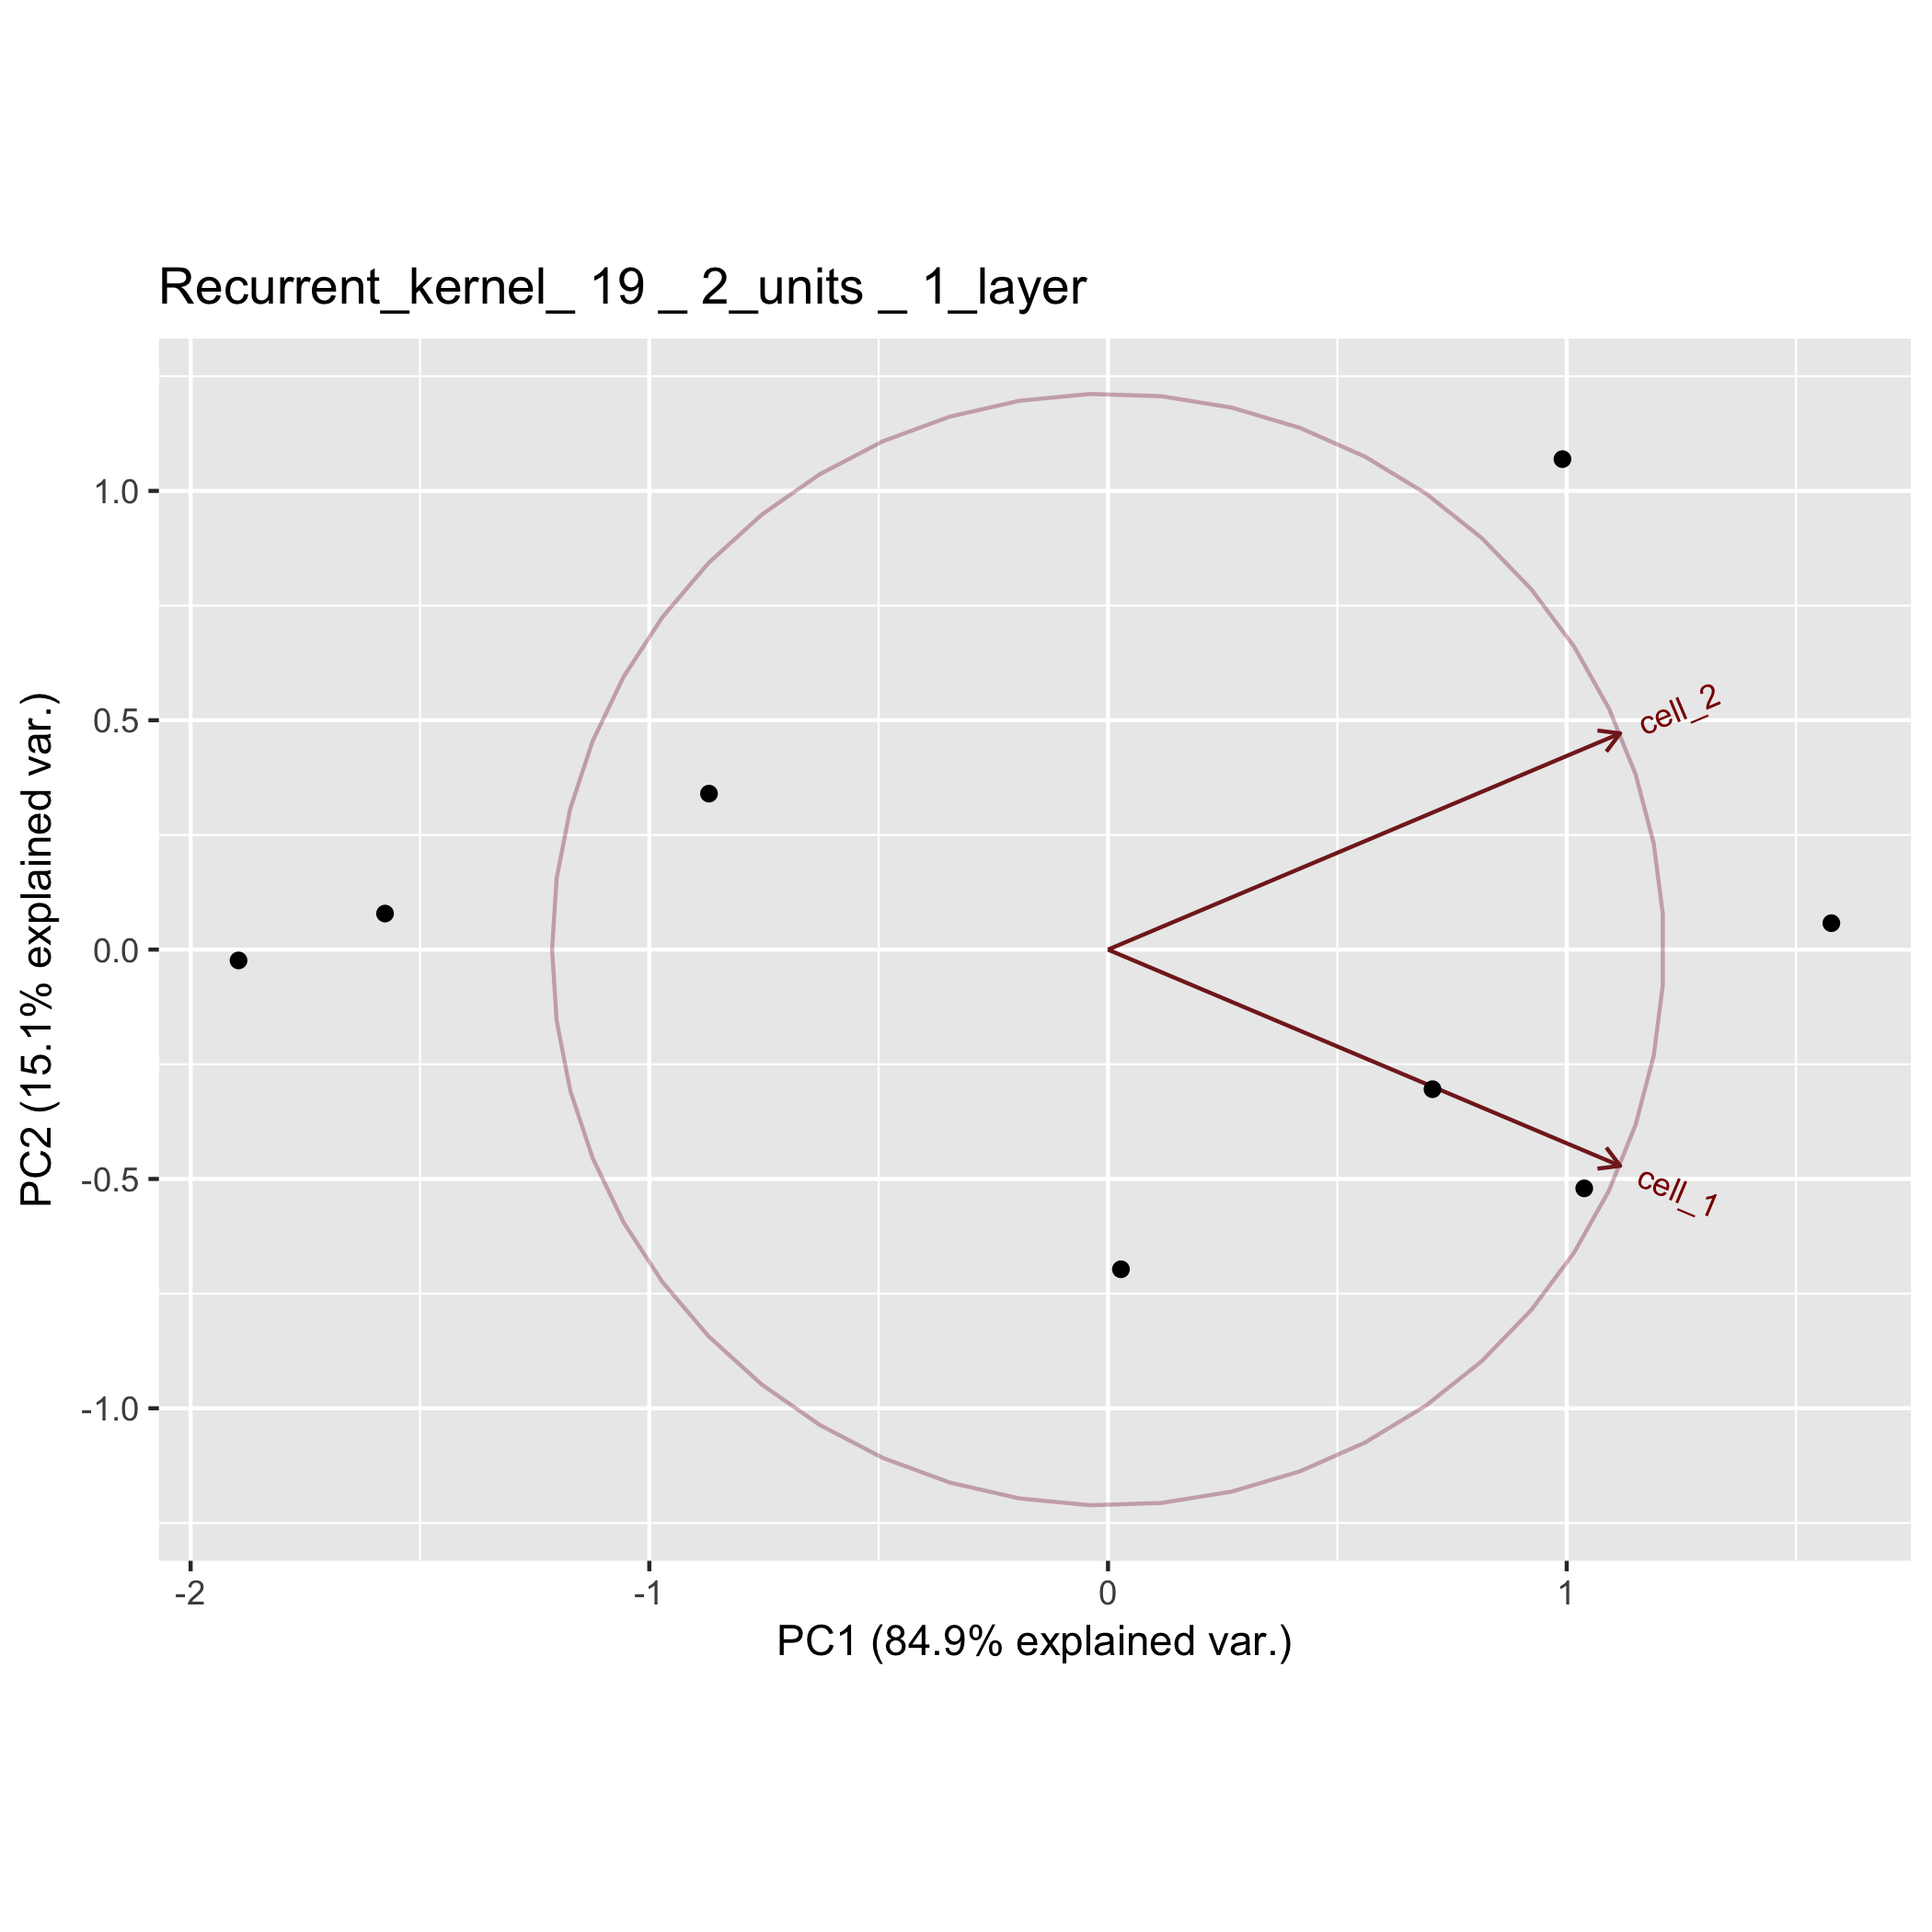 Recurrent_kernel_ 19 _ 2_units _ 1_layer
1.0
0.5
0.0
-0.5
-1.0
PC2 (15.1% explained var.)
cell_2
cell_1
-2 -1 0 1
PC1 (84.9% explained var.)